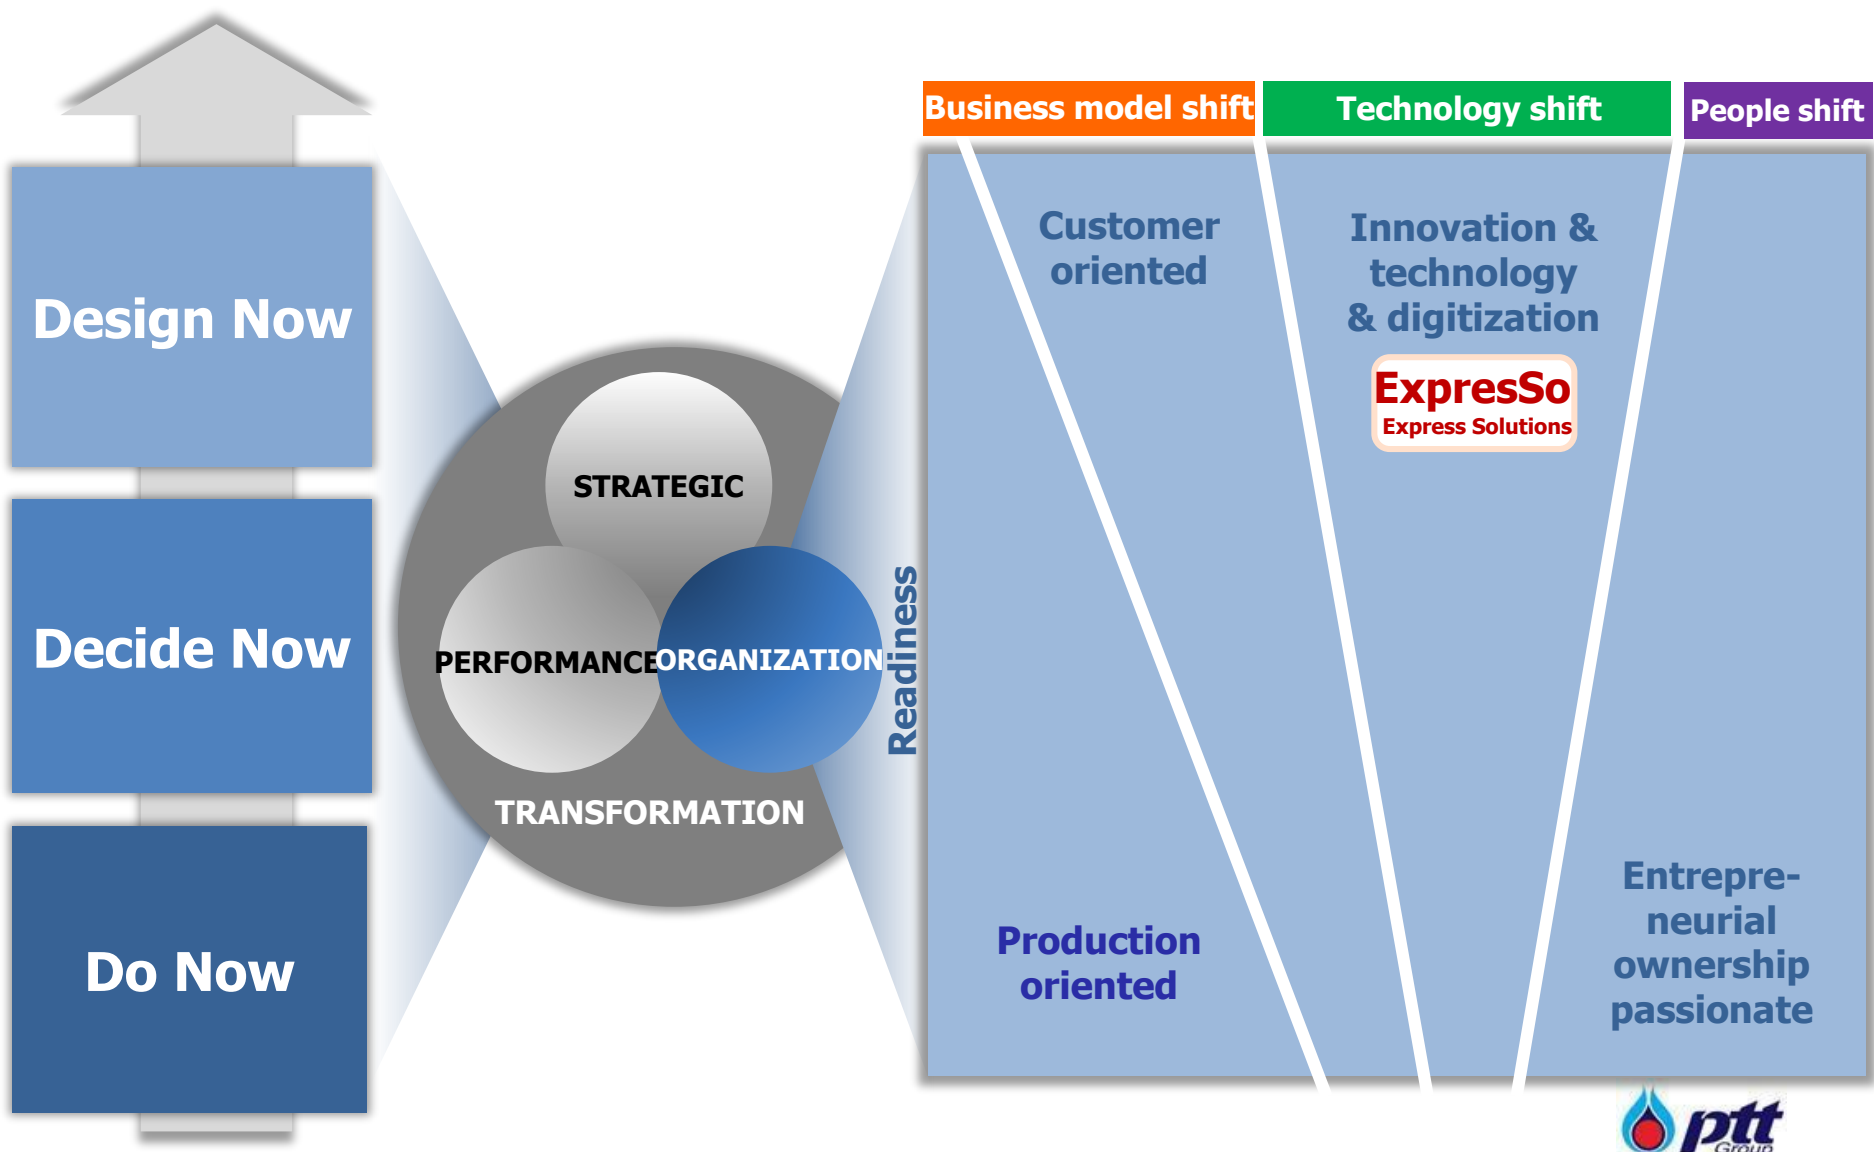 Design Now
Decide Now
Do Now
STRATEGIC
PERFORMANCE
ORGANIZATION
TRANSFORMATION
Readiness
Business model shift
Technology shift
People shift
Customer
oriented
Production
oriented
Innovation &
technology
& digitization
ExpresSo
Express Solutions
Entrepre-
neurial
ownership
passionate
ptt
Group